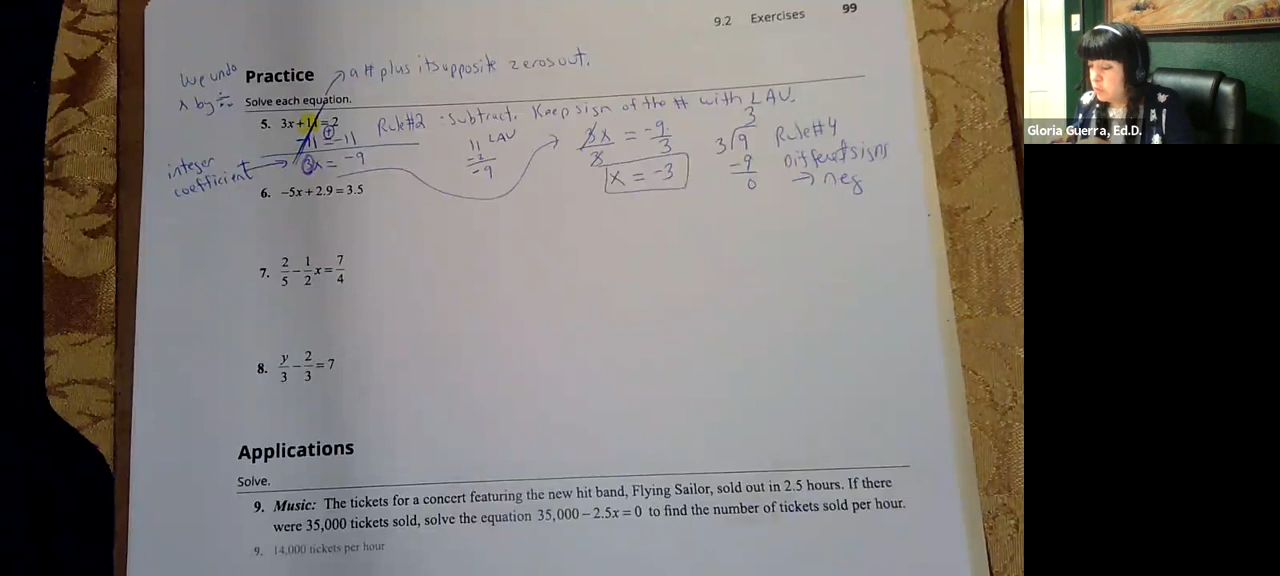 9.2 Exercises 99
We undo
x by ÷.
a # plus its opposite zeros out.
Practice
Solve each equation.
Rule#2 - Subtract. Keep sign of the # with LAV.
5. 3x+11=2
-11 -11
3x = -9
integer
coefficient
11 LAV
-2
-9
3x = -9
3 3
x = -3
3
3 9
-9
0
Rule#4
Different signs
→ neg
6. −5x + 2.9 = 3.5
7. 2/5 − 1/2 x = 7/4
8. y/3 − 2/3 = 7
Applications
Solve.
9. Music: The tickets for a concert featuring the new hit band, Flying Sailor, sold out in 2.5 hours. If there
were 35,000 tickets sold, solve the equation 35,000 − 2.5x = 0 to find the number of tickets sold per hour.
9. 14,000 tickets per hour
Gloria Guerra, Ed.D.